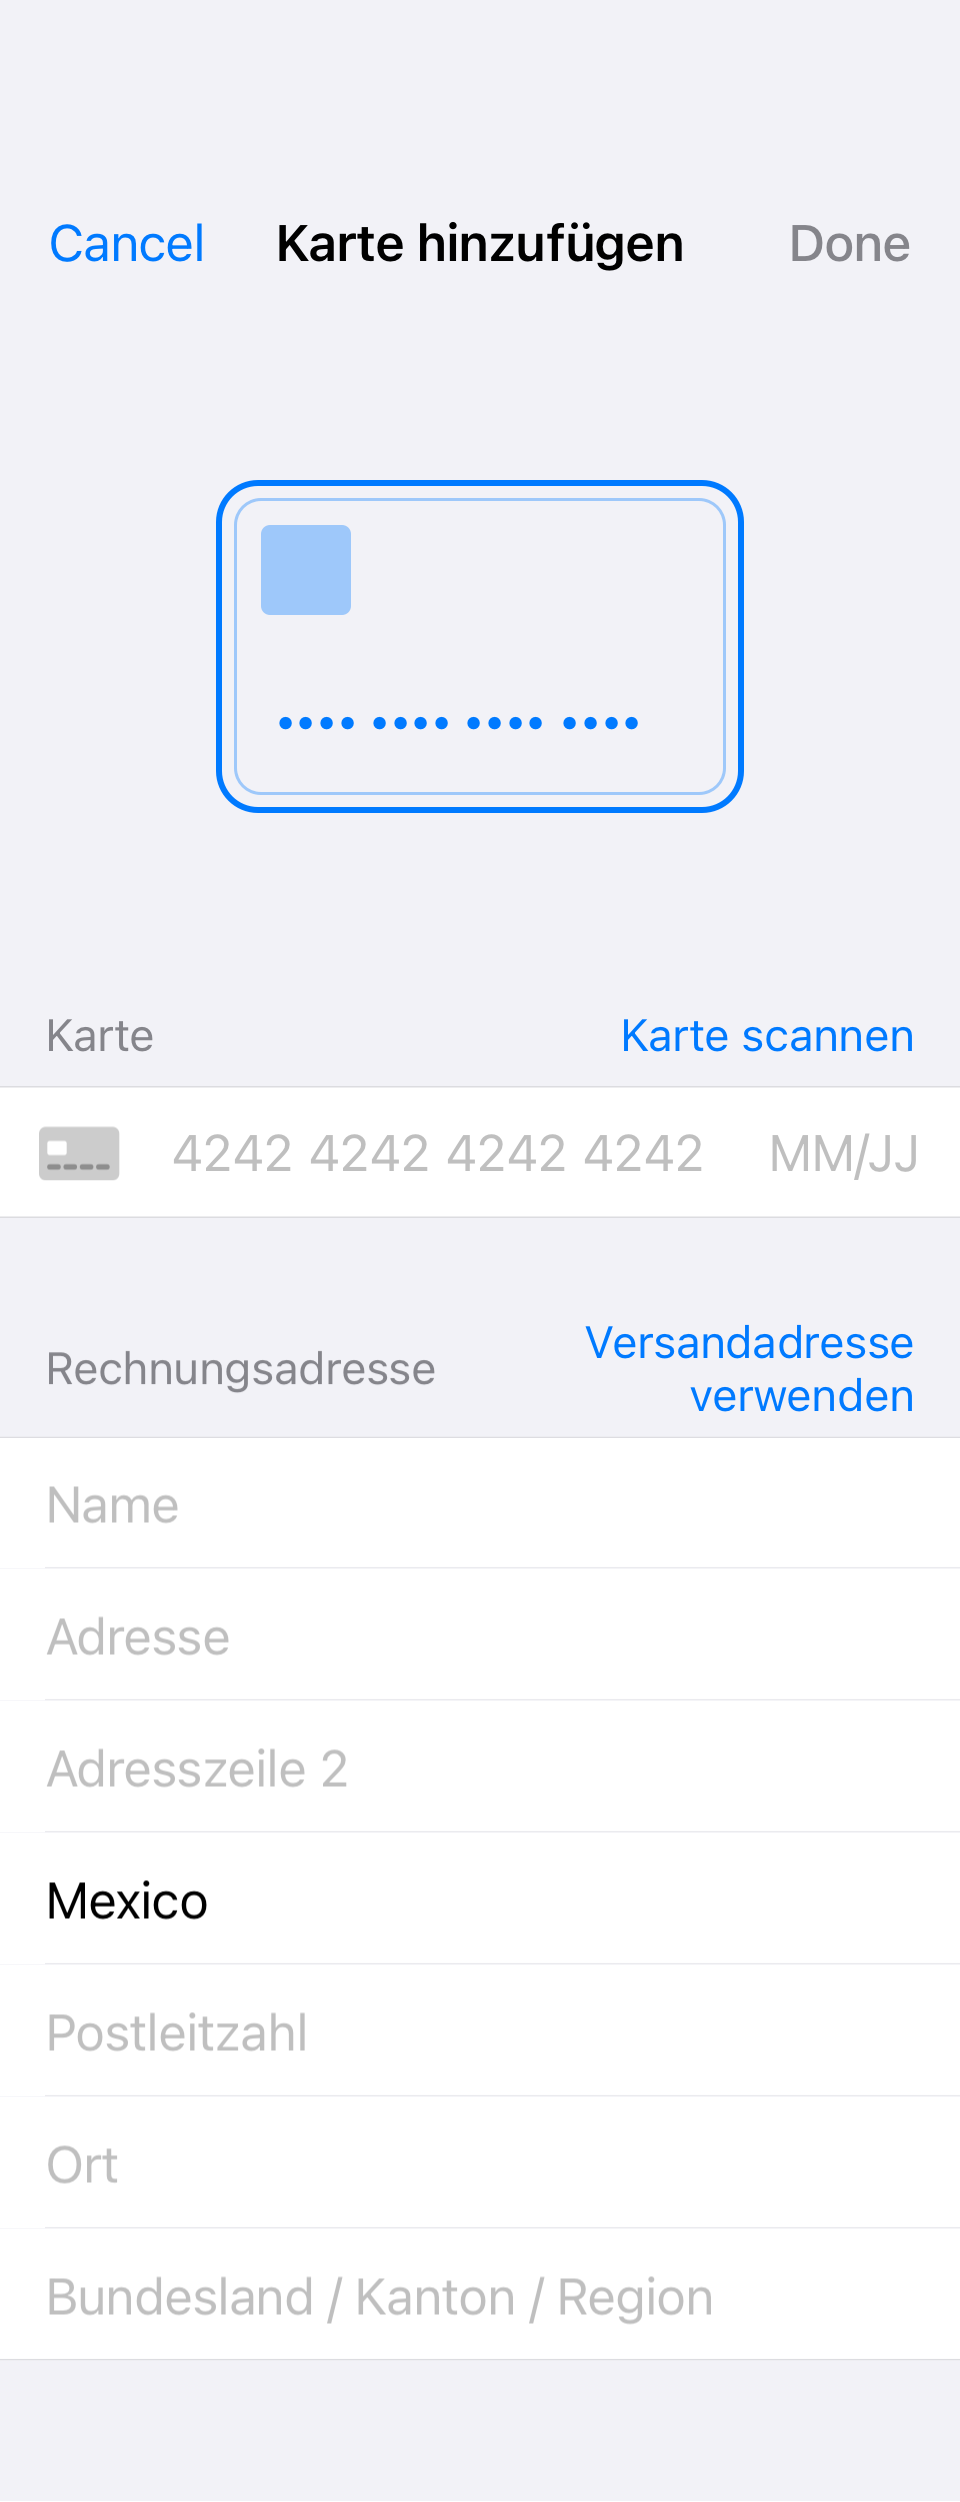 Cancel Karte hinzufügen Done
Karte Karte scannen
4242 4242 4242 4242 MM/JJ
Rechnungsadresse Versandadresse
verwenden
Name
Adresse
Adresszeile 2
Mexico
Postleitzahl
Ort
Bundesland / Kanton / Region